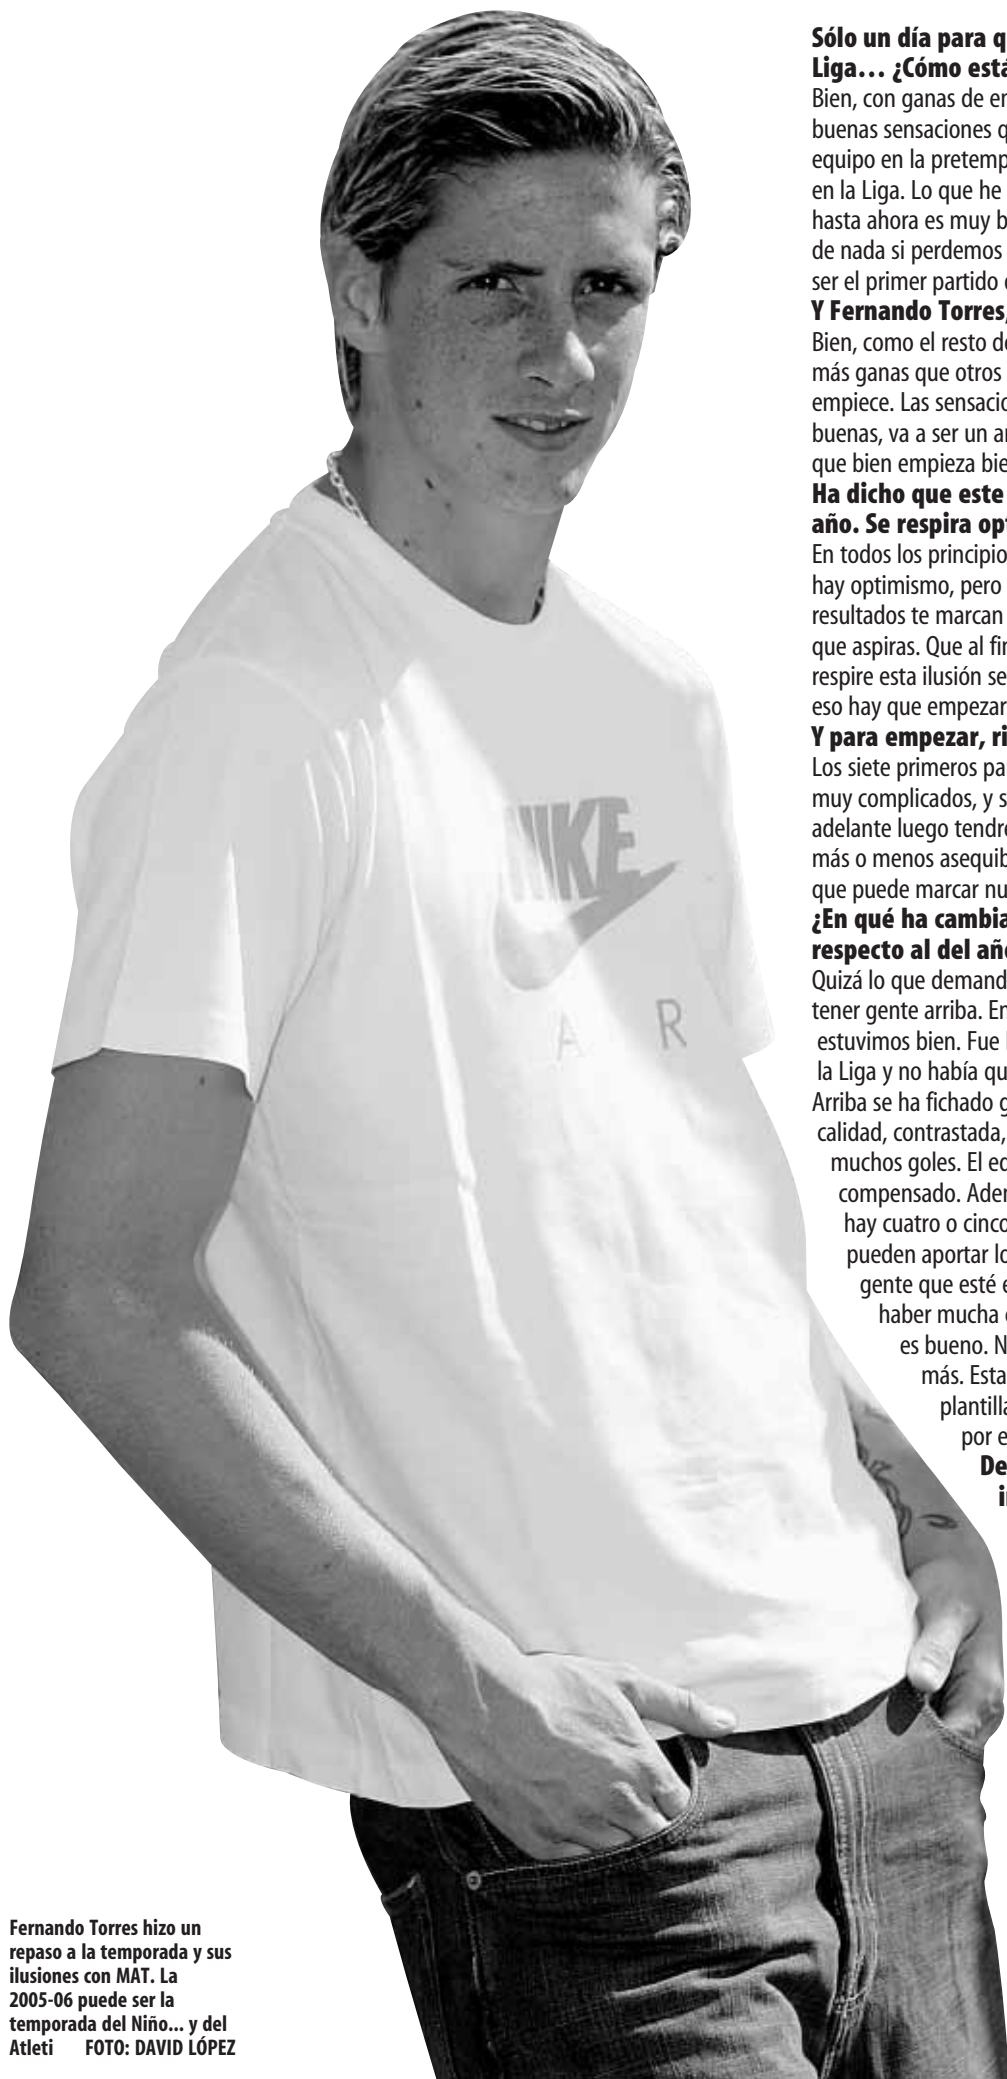 Sólo un día para q
Liga… ¿Cómo está
Bien, con ganas de
buenas sensaciones q
equipo en la pretemp
en la Liga. Lo que he
hasta ahora es muy b
de nada si perdemos
ser el primer partido
Y Fernando Torres,
Bien, como el resto de
más ganas que otros
empiece. Las sensacio
buenas, va a ser un
que bien empieza bie
Ha dicho que este
año. Se respira opt
En todos los principio
hay optimismo, pero
resultados te marcan
que aspiras. Que al fin
respire esta ilusión se
eso hay que empezar
Y para empezar, ri
Los siete primeros pa
muy complicados, y s
adelante luego tendre
más o menos asequib
que puede marcar nu
¿En qué ha cambia
respecto al del año
Quizá lo que demand
tener gente arriba. En
estuvimos bien. Fue
la Liga y no había qu
Arriba se ha fichado g
calidad, contrastada,
muchos goles. El
compensado. Ader
hay cuatro o cinco
pueden aportar lo
gente que esté e
haber mucha
es bueno. N
más. Esta
plantilla
por e
De
NIKE
A R
Fernando Torres hizo un
repaso a la temporada y sus
ilusiones con MAT. La
2005-06 puede ser la
temporada del Niño... y del
Atleti FOTO: DAVID LÓPEZ